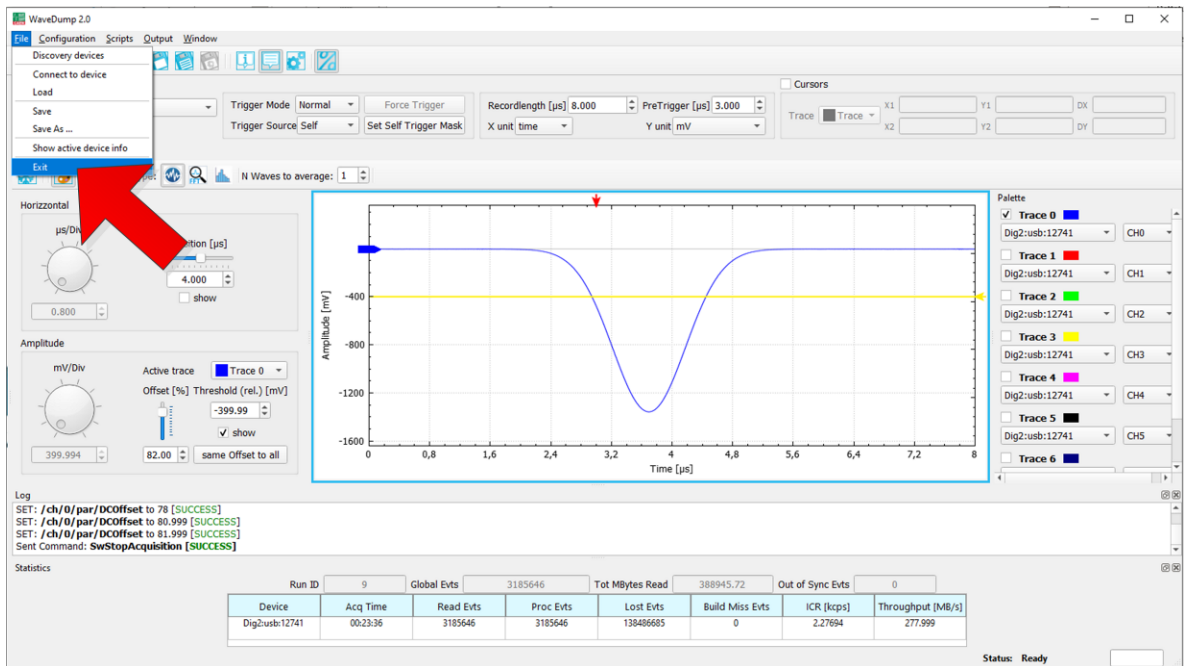 WaveDump 2.0
File Configuration Scripts Output Window
Discovery devices
Connect to device
Load
Save
Save As ...
Show active device info
Exit
Trigger Mode Normal Force Trigger
Trigger Source Self Set Self Trigger Mask
Recordlength [µs] 8.000 PreTrigger [µs] 3.000
X unit time Y unit mV
Cursors
Trace Trace X1 Y1 DX
X2 Y2 DY
FFT
N Waves to average: 1
Horizzontal
µs/Div
[µs]
4.000
show
0.800
Amplitude
mV/Div
Active trace Trace 0
Offset [%] Threshold (rel.) [mV]
-399.99
show
399.994 82.00 same Offset to all
Amplitude [mV]
-400
-800
-1200
-1600
0 0,8 1,6 2,4 3,2 4 4,8 5,6 6,4 7,2 8
Time [µs]
Palette
Trace 0
Dig2:usb:12741 CH0
Trace 1
Dig2:usb:12741 CH1
Trace 2
Dig2:usb:12741 CH2
Trace 3
Dig2:usb:12741 CH3
Trace 4
Dig2:usb:12741 CH4
Trace 5
Dig2:usb:12741 CH5
Trace 6
Log
SET: /ch/0/par/DCOffset to 78 [SUCCESS]
SET: /ch/0/par/DCOffset to 80.999 [SUCCESS]
SET: /ch/0/par/DCOffset to 81.999 [SUCCESS]
Sent Command: SwStopAcquisition [SUCCESS]
Statistics
Run ID 9 Global Evts 3185646 Tot MBytes Read 388945.72 Out of Sync Evts 0
Device Acq Time Read Evts Proc Evts Lost Evts Build Miss Evts ICR [kcps] Throughput [MB/s]
Dig2:usb:12741 00:23:36 3185646 3185646 138486685 0 2.27694 277.999
Status: Ready